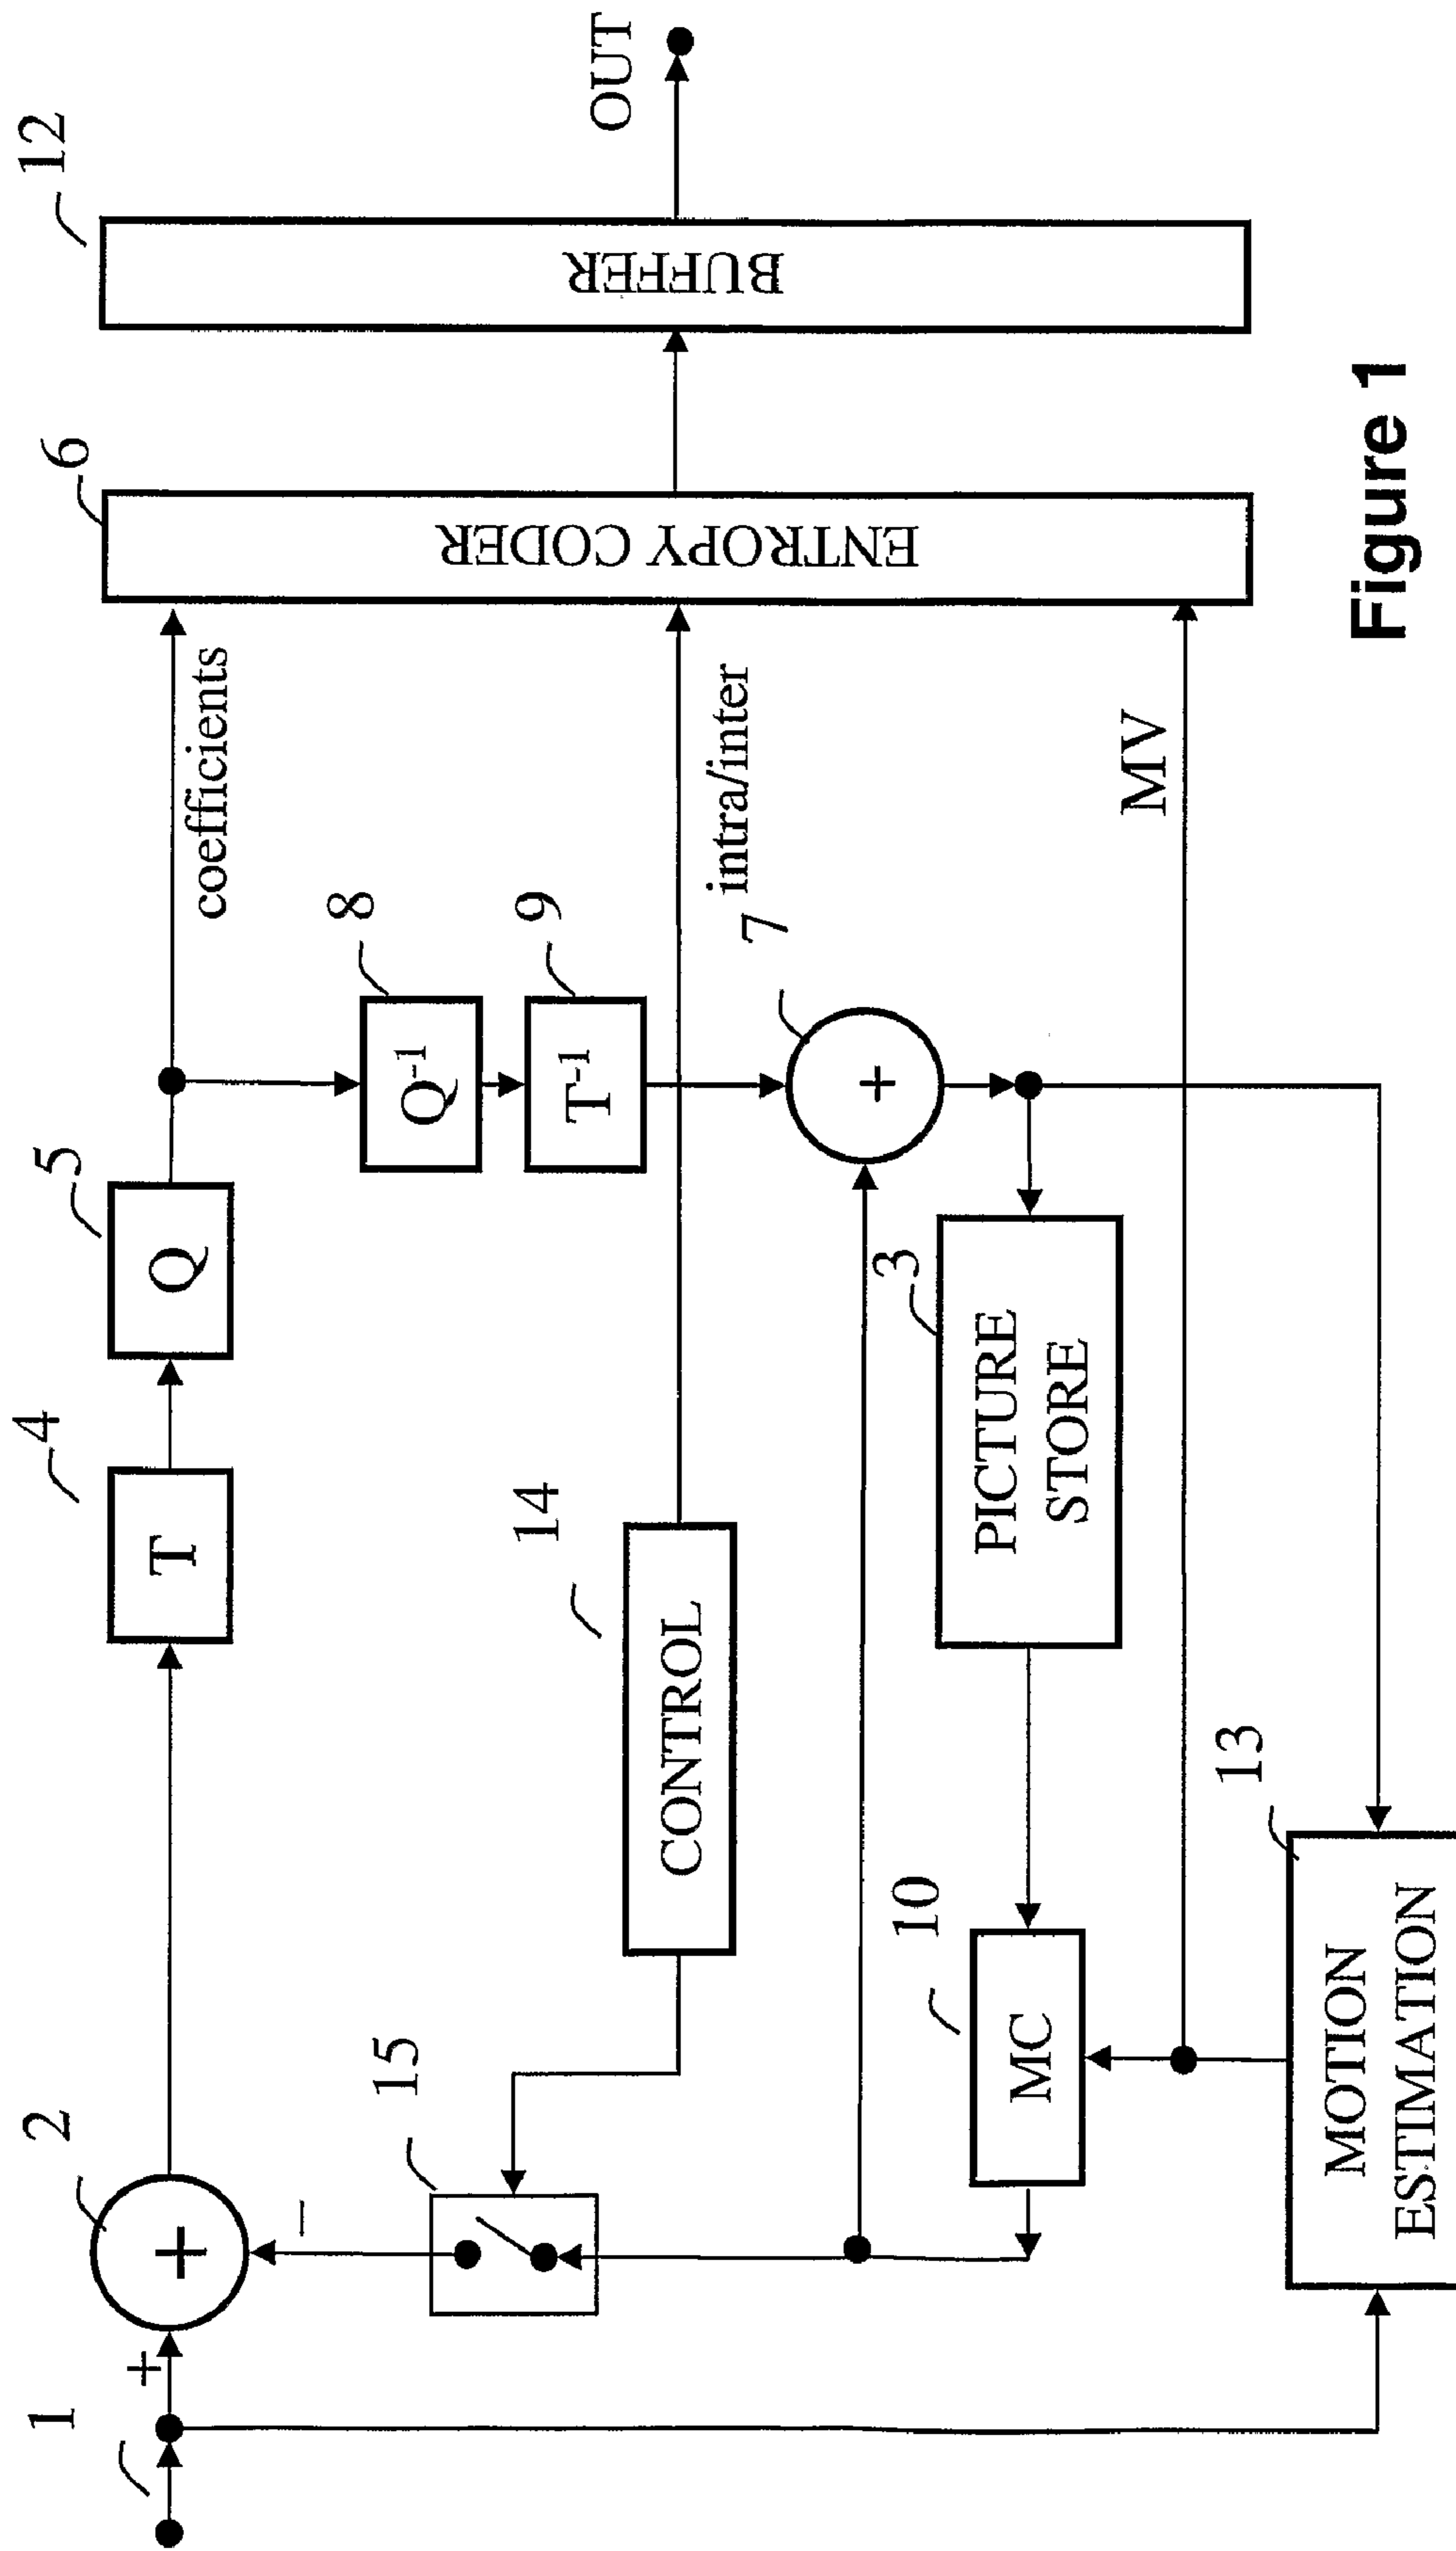 1
+
2
+
−
15
4
T
5
Q
coefficients
8
Q-1
9
T-1
14
CONTROL
intra/inter
7
+
3
PICTURE
STORE
10
MC
MV
13
MOTION
ESTIMATION
6
ENTROPY CODER
12
BUFFER
OUT
Figure 1